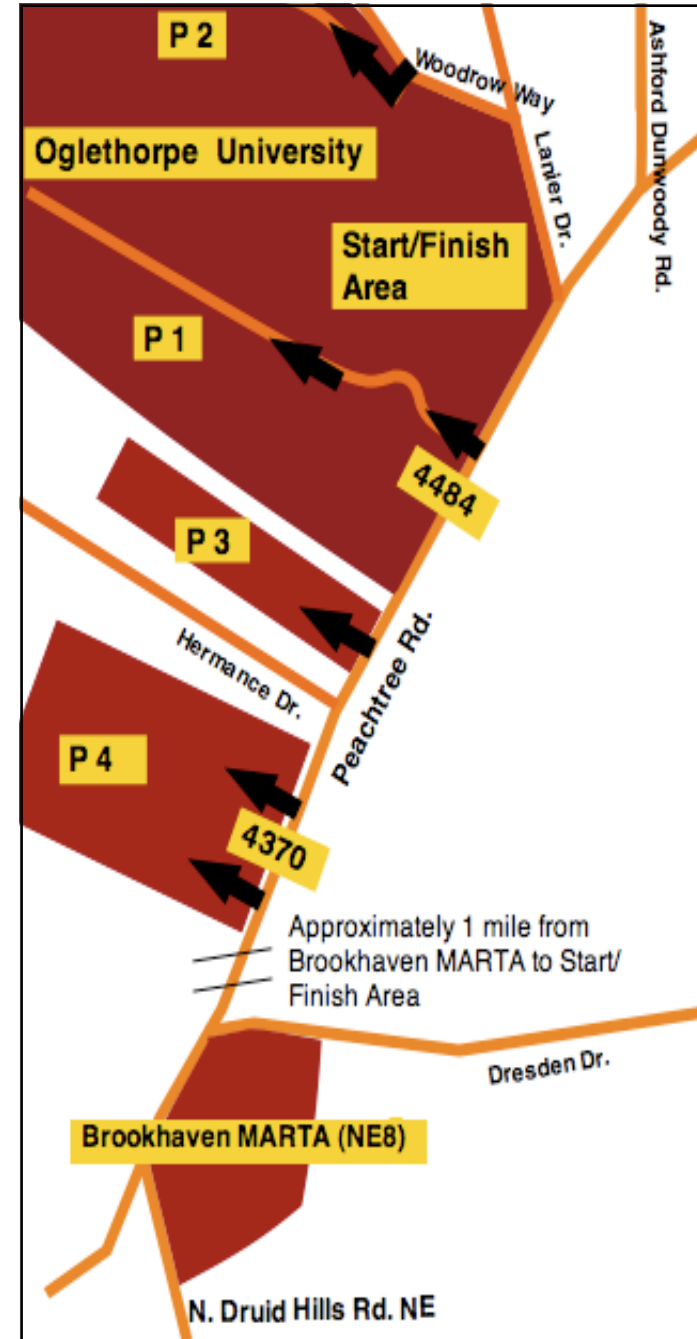 P 2
Woodrow Way
Ashford Dunwoody Rd.
Oglethorpe University
Lanier Dr.
Start/Finish
Area
P 1
4484
P 3
Hermance Dr.
Peachtree Rd.
P 4
4370
Approximately 1 mile from
Brookhaven MARTA to Start/
Finish Area
Dresden Dr.
Brookhaven MARTA (NE8)
N. Druid Hills Rd. NE